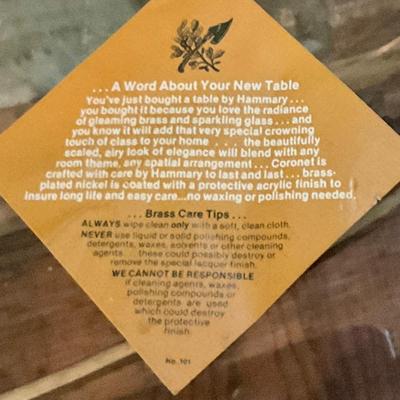 . . . A Word About Your New Table
You've just bought a table by Hammary . . .
you bought it because you love the radiance
of gleaming brass and sparkling glass . . . and
you know it will add that very special crowning
touch of class to your home . . . . the beautifully
scaled, airy look of elegance will blend with any
room theme, any spatial arrangement . . . Coronet is
crafted with care by Hammary to last and last . . . brass-
plated nickel is coated with a protective acrylic finish to
insure long life and easy care...no waxing or polishing needed.
. . . Brass Care Tips . . .
ALWAYS wipe clean only with a soft, clean cloth.
NEVER use liquid or solid polishing compounds,
detergents, waxes, solvents or other cleaning
agents . . . these could possibly destroy or
remove the special lacquer finish.
WE CANNOT BE RESPONSIBLE
if cleaning agents, waxes,
polishing compounds or
detergents are used
which could destroy
the protective
finish.
No. 101